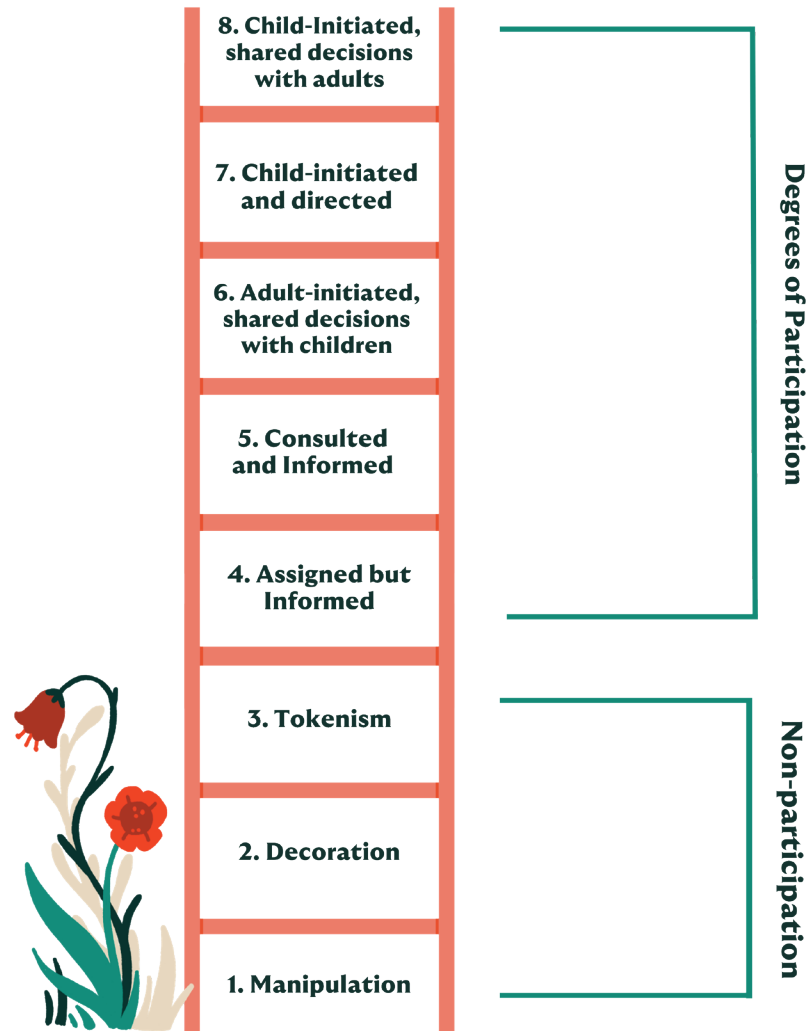 8. Child-Initiated,
shared decisions
with adults
7. Child-initiated
and directed
6. Adult-initiated,
shared decisions
with children
5. Consulted
and Informed
4. Assigned but
Informed
3. Tokenism
2. Decoration
1. Manipulation
Degrees of Participation
Non-participation